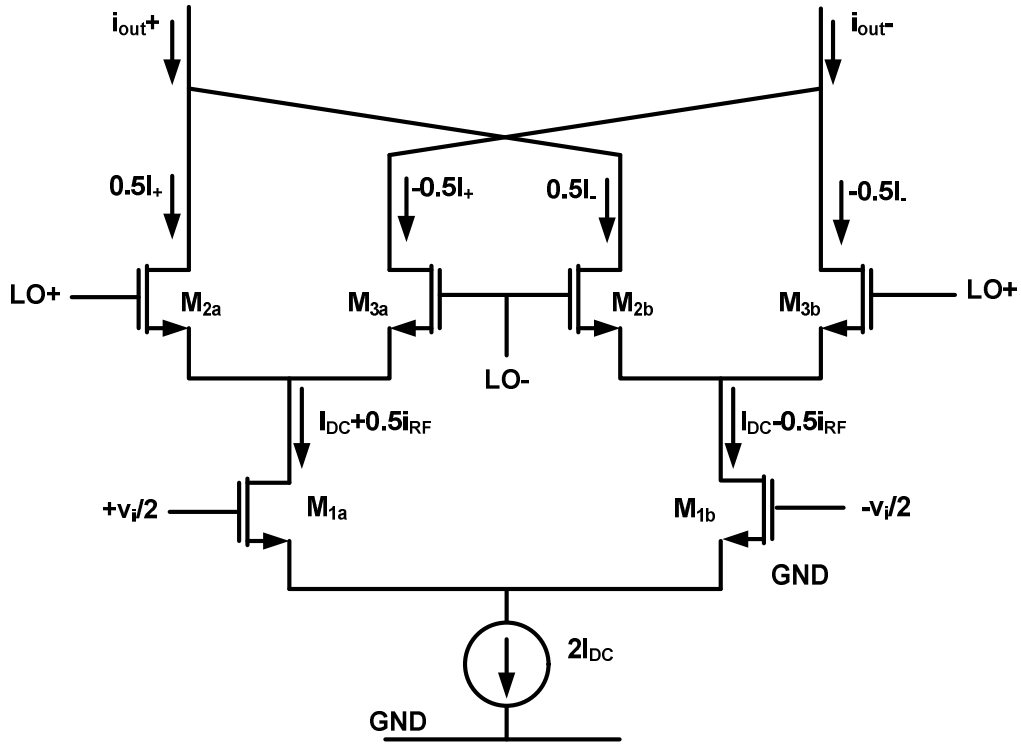 iout+
iout-
0.5I+
-0.5I+
0.5I-
-0.5I-
LO+
M2a
M3a
M2b
M3b
LO+
LO-
IDC+0.5iRF
IDC-0.5iRF
+vi/2
M1a
M1b
-vi/2
GND
2IDC
GND